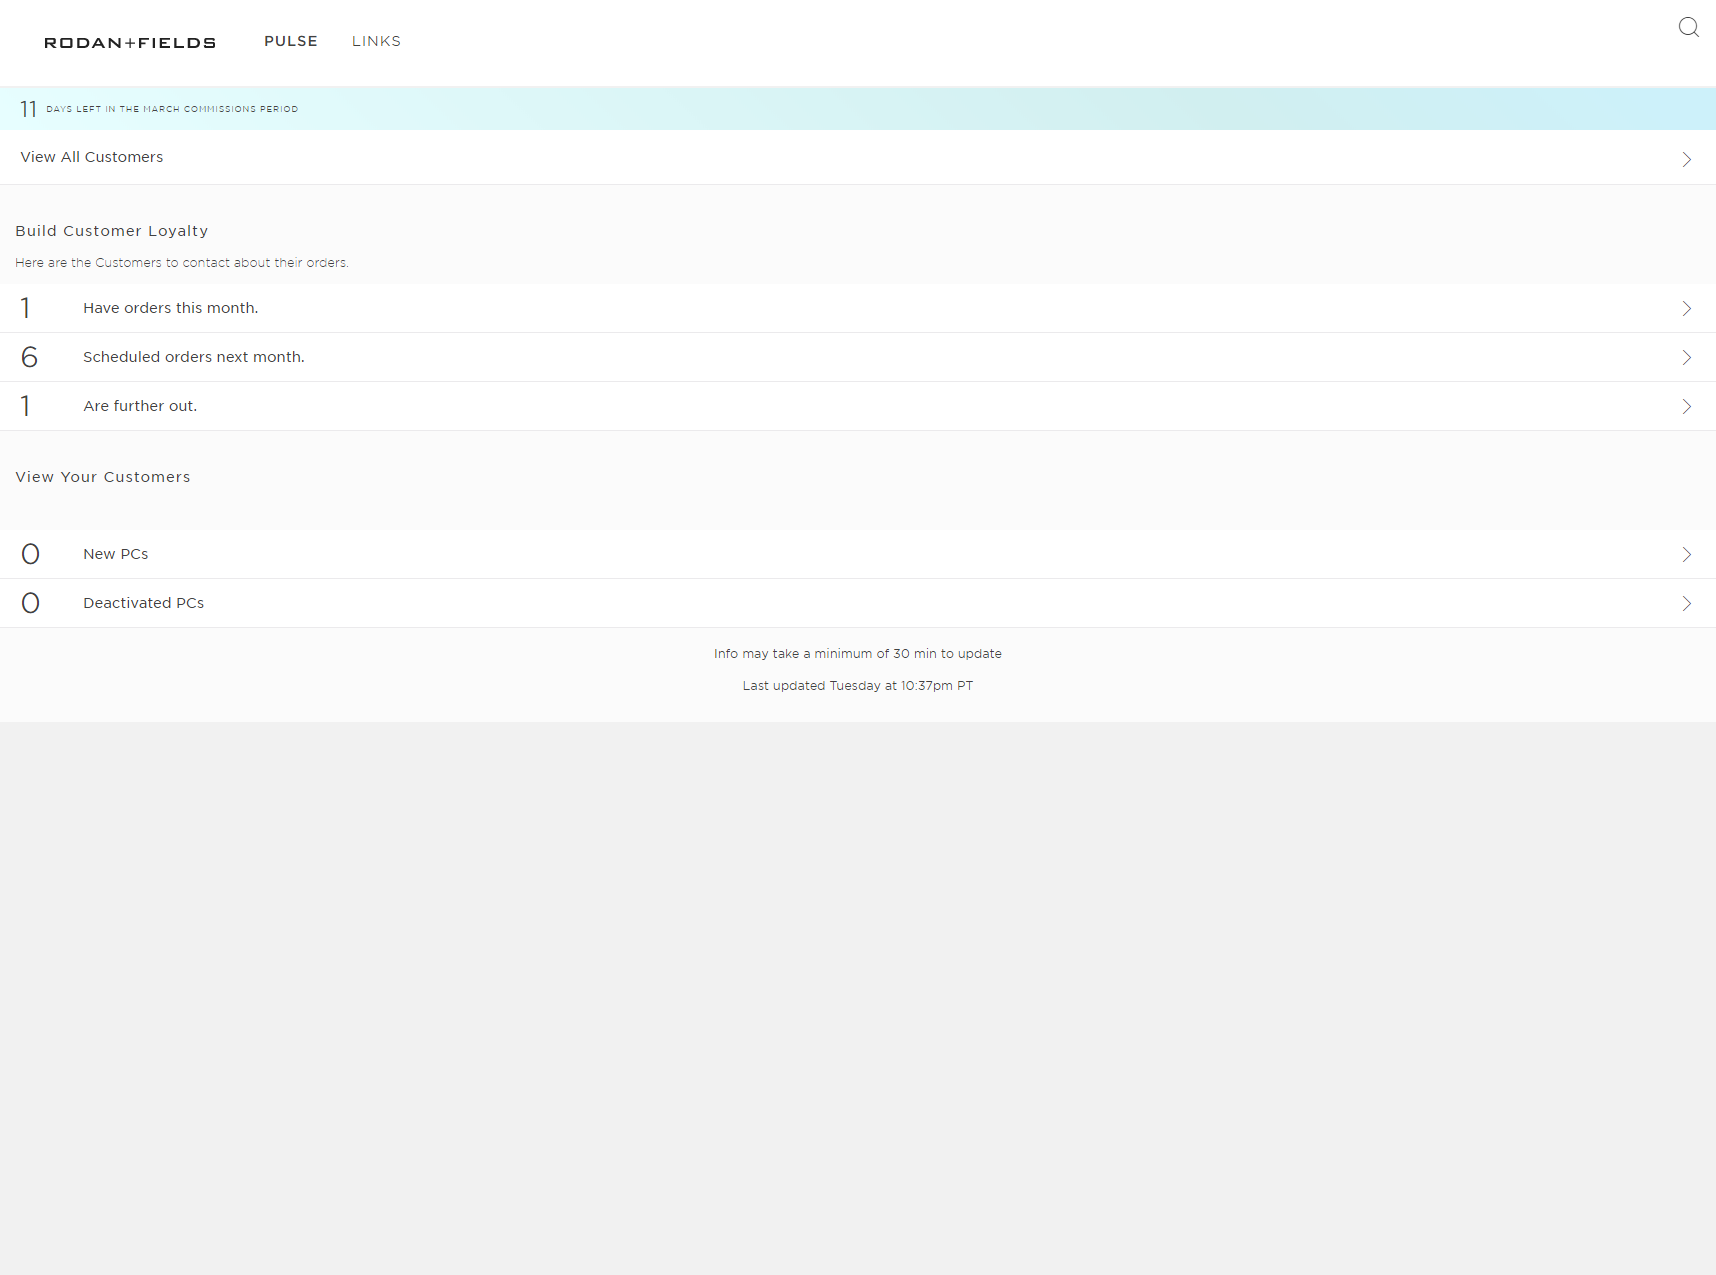 RODAN+FIELDS PULSE LINKS
11 DAYS LEFT IN THE MARCH COMMISSIONS PERIOD
View All Customers
Build Customer Loyalty
Here are the Customers to contact about their orders.
1 Have orders this month.
6 Scheduled orders next month.
1 Are further out.
View Your Customers
0 New PCs
0 Deactivated PCs
Info may take a minimum of 30 min to update
Last updated Tuesday at 10:37pm PT